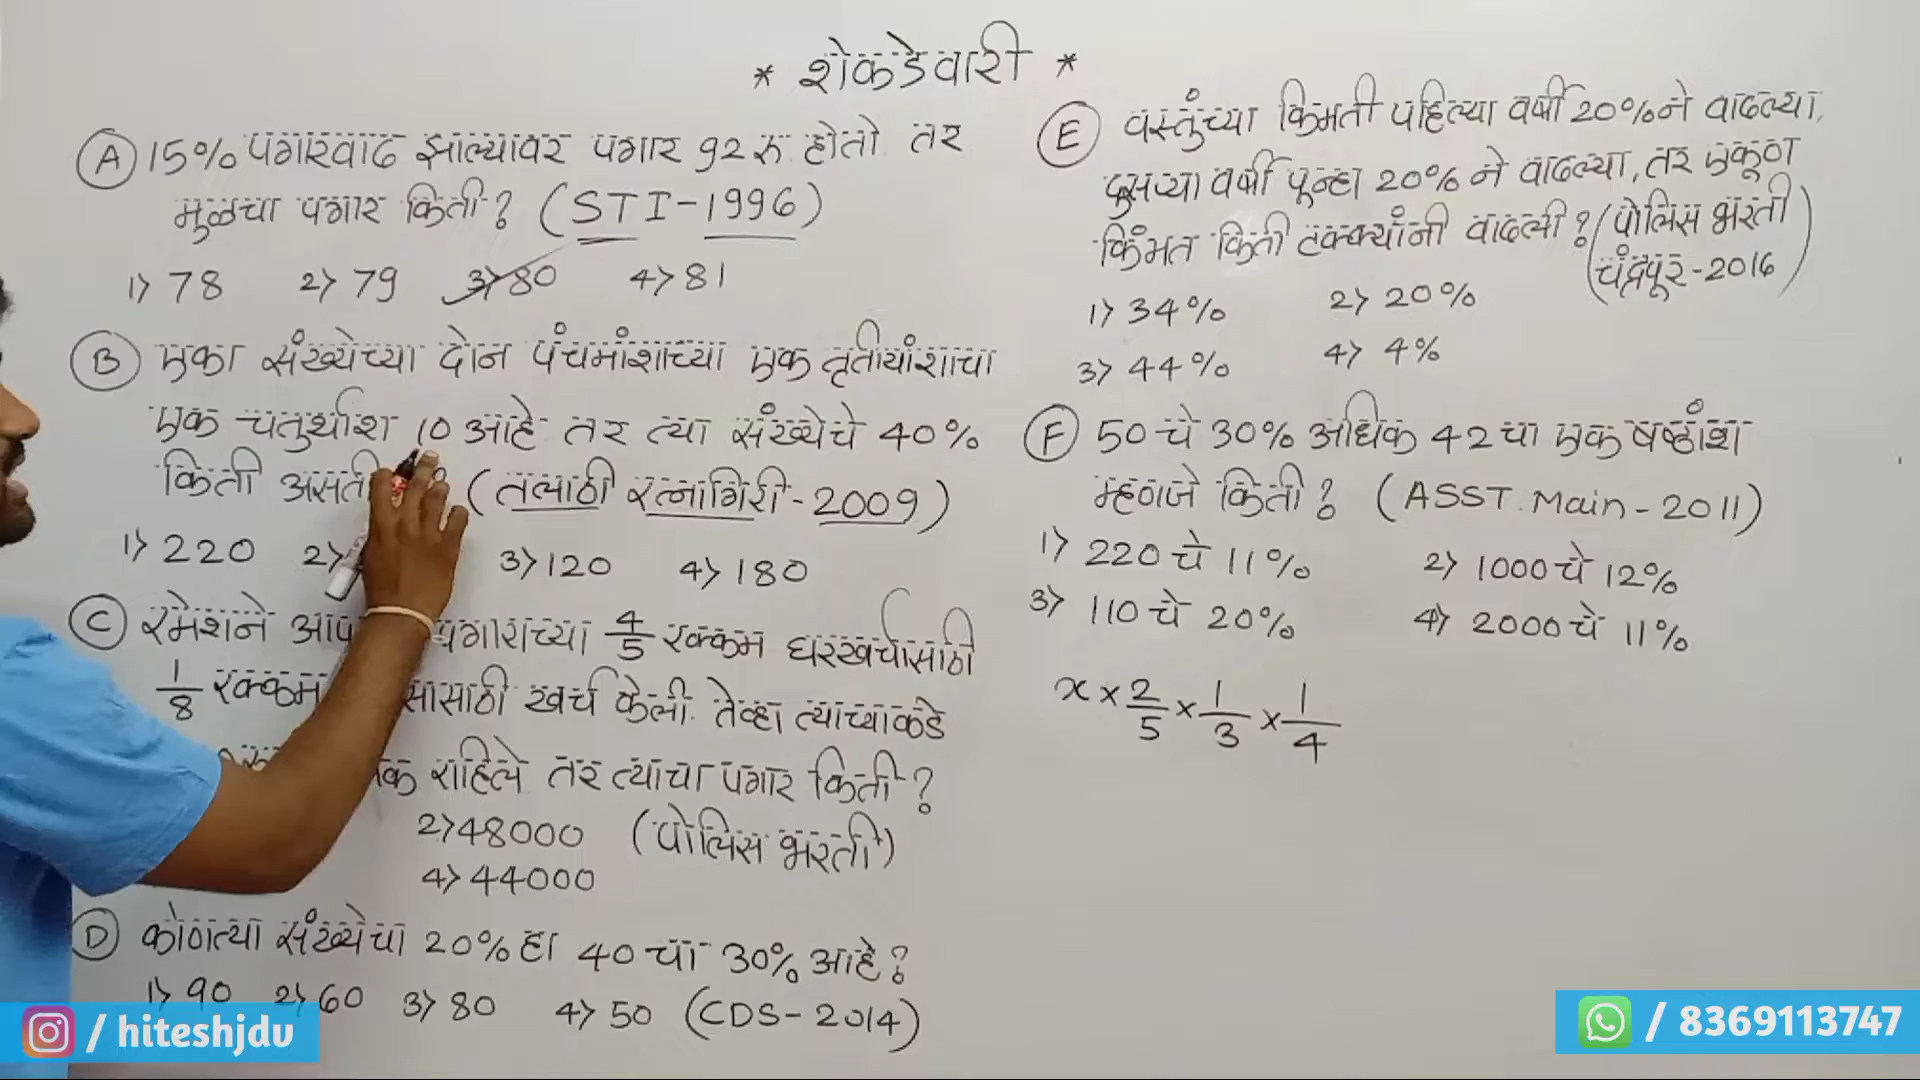 * शेकडेवारी *
(A) 15% पगारवाढ झाल्यावर पगार 92 रु होतो तर
मुळचा पगार किती? (STI-1996)
1) 78 2) 79 3) 80 4) 81
(B) एका संख्येच्या दोन पंचमांशाच्या एक तृतीयांशाचा
एक चतुर्थांश 10 आहे तर त्या संख्येचे 40%
किती असती ? (तलाठी रत्नागिरी-2009)
1) 220 2) 3) 120 4) 180
(C) रमेशने पगाराच्या 4/5 रक्कम घरखर्चासाठी
1/8 रक्कम खर्च केली. तेव्हा त्याच्याकडे
राहिले तर त्याचा पगार किती?
2) 48000 (पोलिस भरती)
4) 44000
(D) कोणत्या संख्येचा 20% हा 40 चा 30% आहे?
1) 90 2) 60 3) 80 4) 50 (CDS-2014)
(E) वस्तुंच्या किंमती पहिल्या वर्षी 20% ने वाढल्या,
दुसऱ्या वर्षी पून्हा 20% ने वाढल्या, तर एकूण
किंमत किती टक्क्यांनी वाढली? (पोलिस भरती
चंद्रपूर-2016)
1) 34% 2) 20%
3) 44% 4) 4%
(F) 50 चे 30% अधिक 42 चा एक षष्ठांश
म्हणजे किती? (ASST. Main-2011)
1) 220 चे 11% 2) 1000 चे 12%
3) 110 चे 20% 4) 2000 चे 11%
x × 2/5 × 1/3 × 1/4
/ hiteshjdu
/ 8369113747